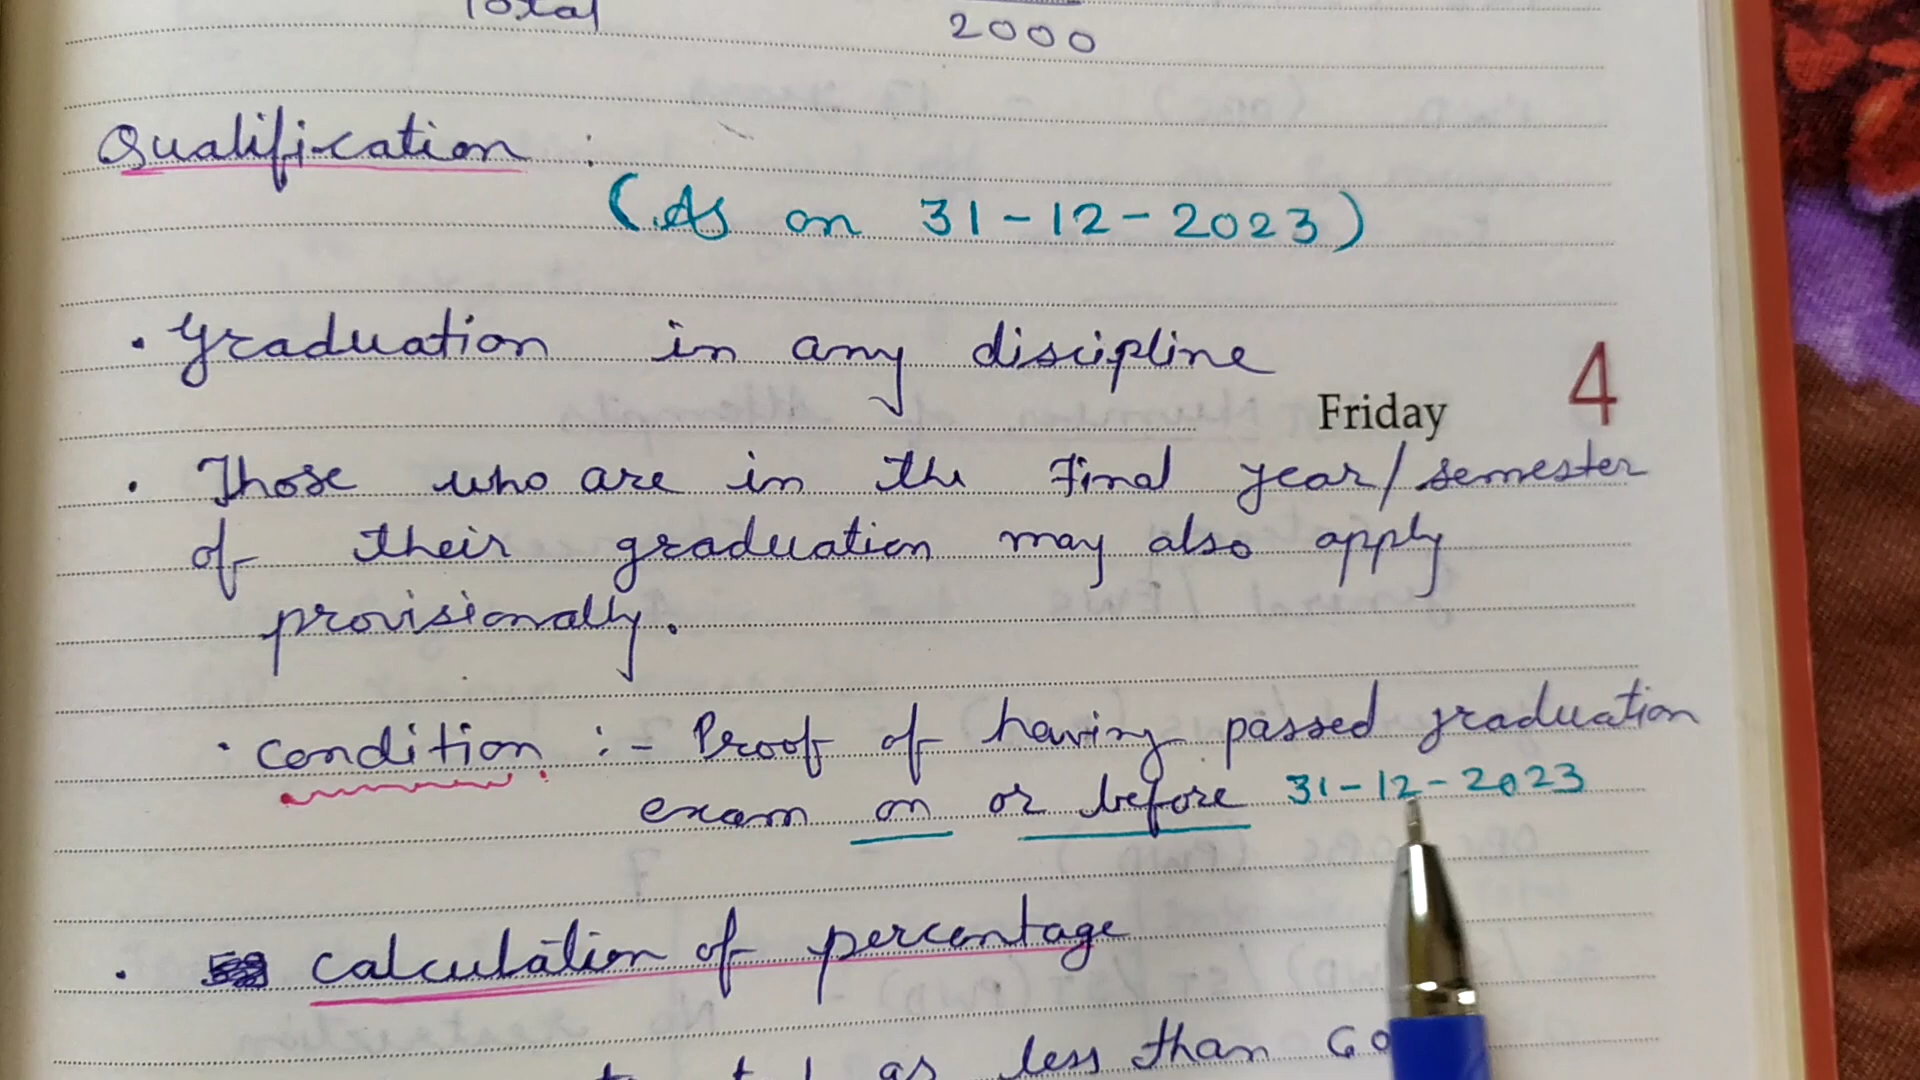 Total
2000
Qualification :
(As on 31-12-2023)
• Graduation in any discipline
Friday 4
• Those who are in the Final year/semester
of their graduation may also apply
provisionally.
• Condition :- Proof of having passed graduation
exam on or before 31-12-2023
• Calculation of percentage
as less than 60